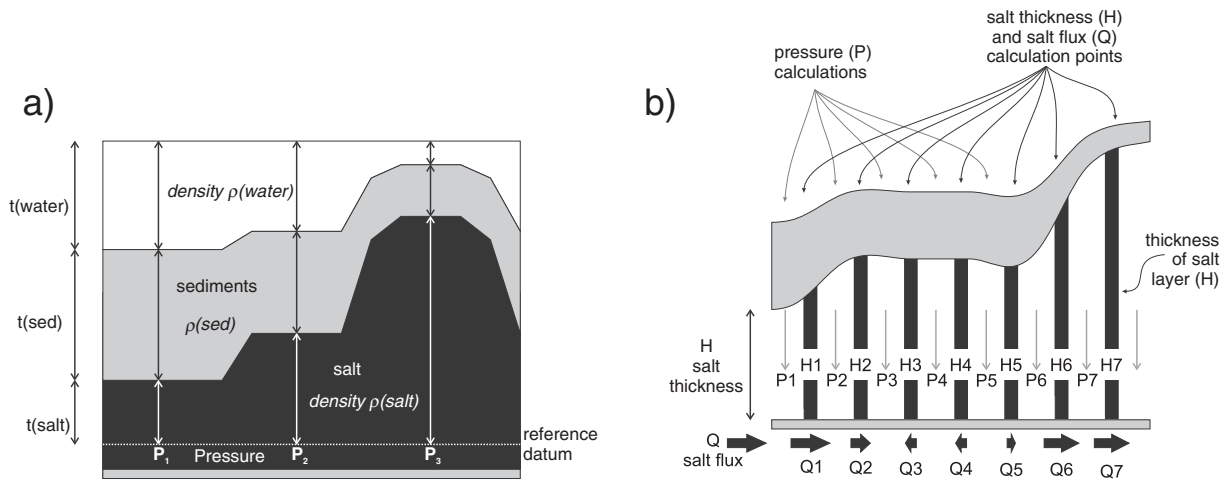 a)
t(water)
t(sed)
t(salt)
density ρ(water)
sediments
ρ(sed)
salt
density ρ(salt)
P1 Pressure P2 P3
reference
datum
b)
pressure (P)
calculations
salt thickness (H)
and salt flux (Q)
calculation points
thickness
of salt
layer (H)
H
salt
thickness
H1 H2 H3 H4 H5 H6 H7
P1 P2 P3 P4 P5 P6 P7
Q
salt flux
Q1 Q2 Q3 Q4 Q5 Q6 Q7